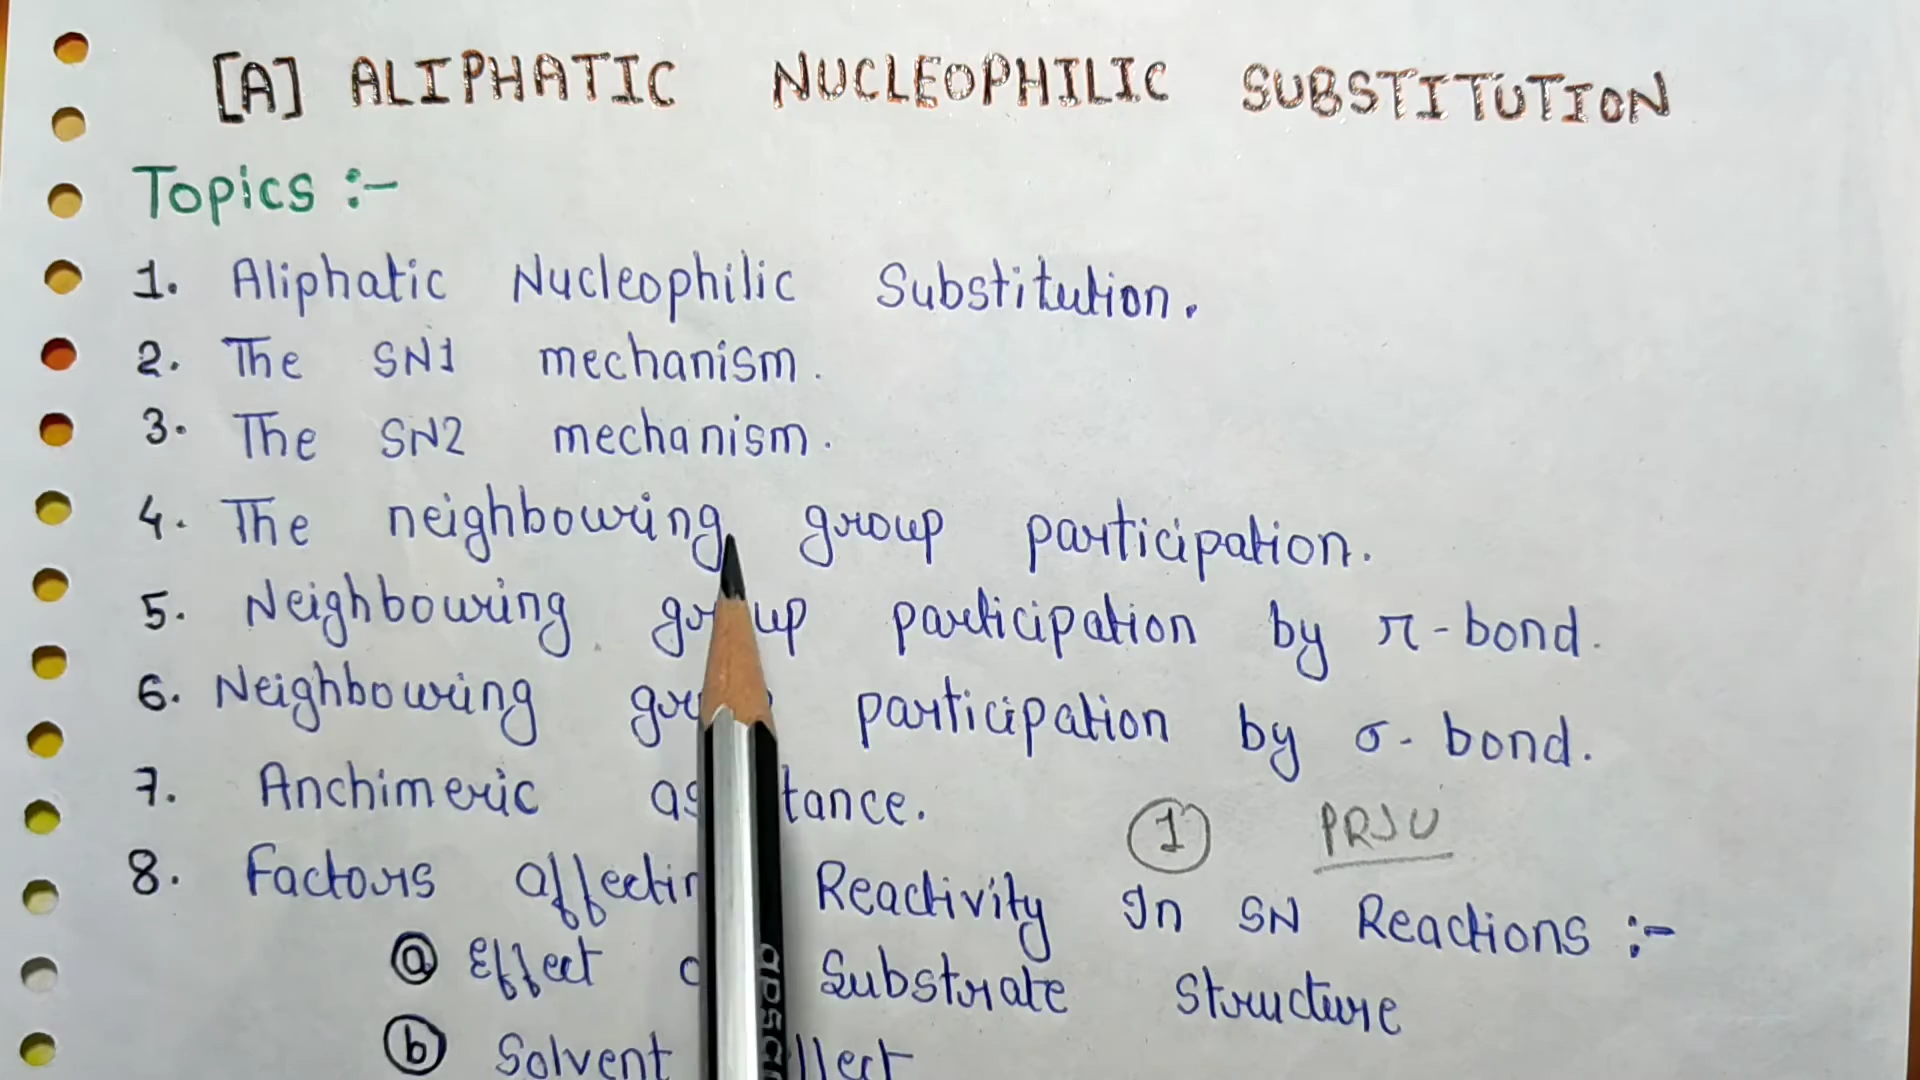 [A] ALIPHATIC NUCLEOPHILIC SUBSTITUTION
Topics :-
1. Aliphatic Nucleophilic Substitution.
2. The SN1 mechanism.
3. The SN2 mechanism.
4. The neighbouring group participation.
5. Neighbouring group participation by π-bond.
6. Neighbouring participation by σ-bond.
7. Anchimeric
1 PRSU
8. Factors Reactivity In SN Reactions :-
a Effect Substrate Structure
b Solvent
apsara